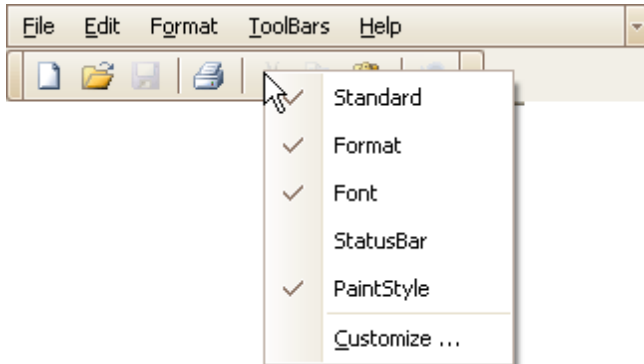 File Edit Format ToolBars Help
Standard
Format
Font
StatusBar
PaintStyle
Customize ...